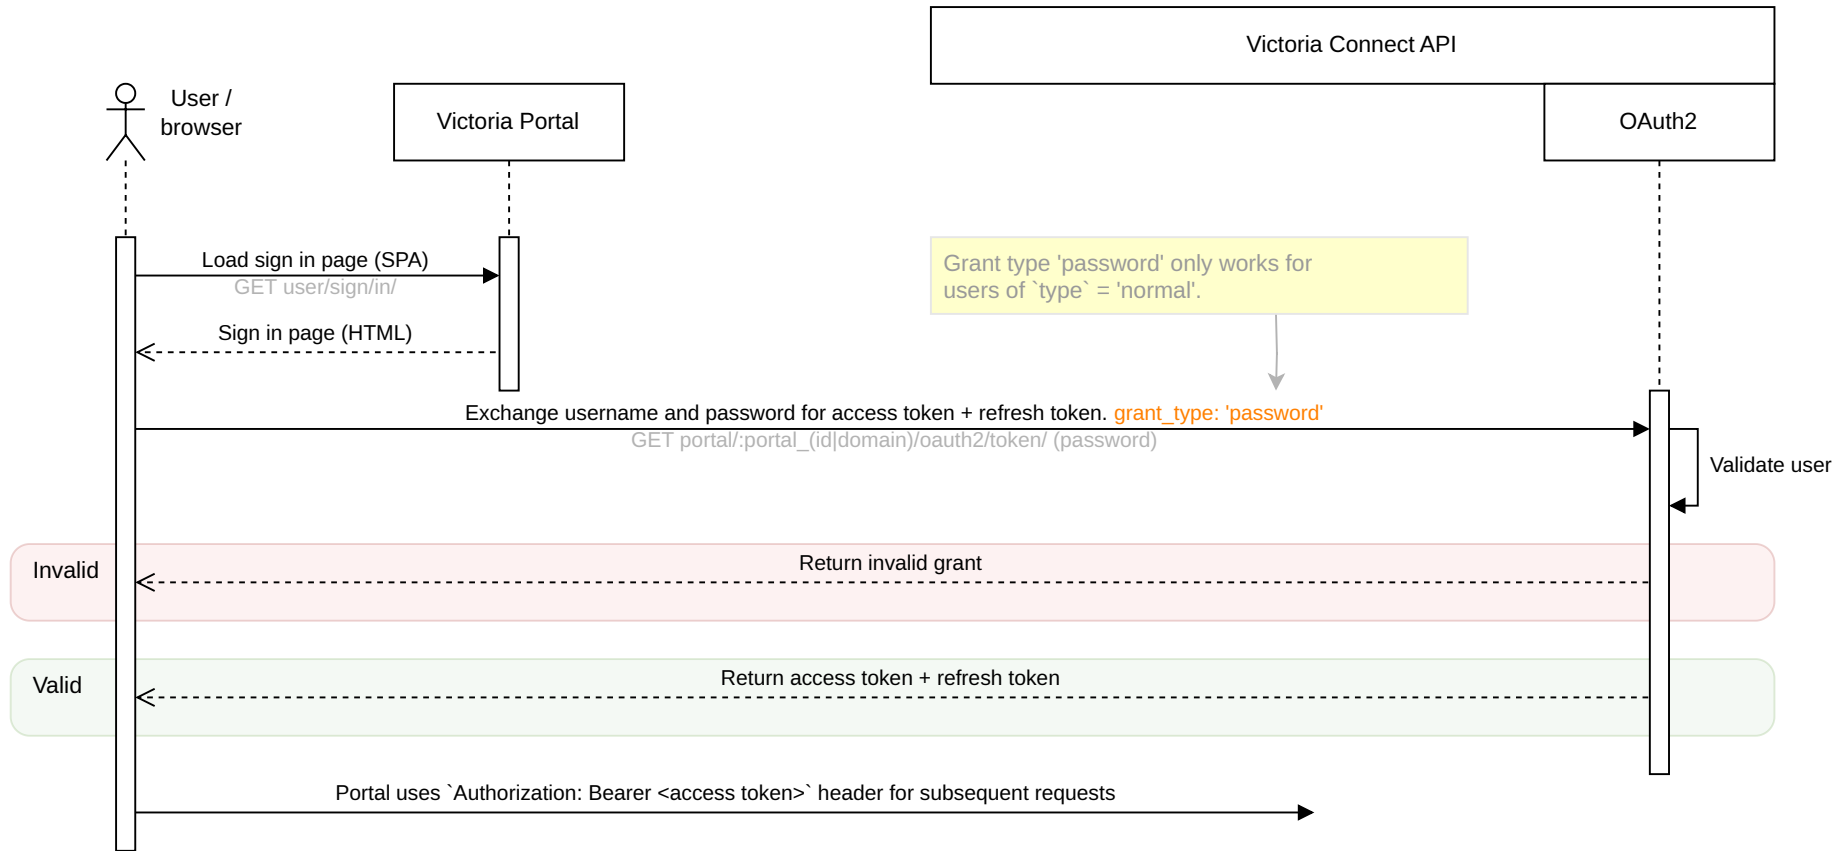 Victoria Connect API
User /
browser
Victoria Portal
OAuth2
Load sign in page (SPA)
GET user/sign/in/
Grant type 'password' only works for
users of `type` = 'normal'.
Sign in page (HTML)
Exchange username and password for access token + refresh token. grant_type: 'password'
GET portal/:portal_(id|domain)/oauth2/token/ (password)
Validate user
Invalid
Return invalid grant
Valid
Return access token + refresh token
Portal uses `Authorization: Bearer <access token>` header for subsequent requests